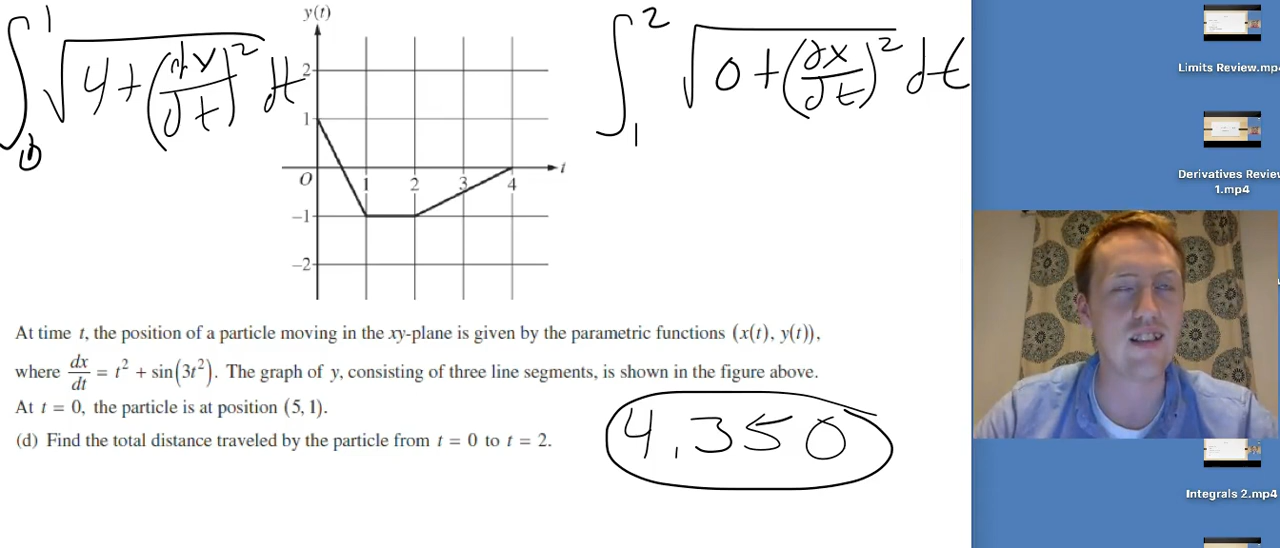 ∫₀¹ √(4 + (dy/dt)²) dt
∫₁² √(0 + (dx/dt)²) dt
y(t)
2
1
O
1
2
3
4
t
−1
−2
At time t, the position of a particle moving in the xy-plane is given by the parametric functions (x(t), y(t)),
where dx/dt = t² + sin(3t²). The graph of y, consisting of three line segments, is shown in the figure above.
At t = 0, the particle is at position (5, 1).
(d) Find the total distance traveled by the particle from t = 0 to t = 2.
4.350
Limits Review.mp4
Derivatives Review
1.mp4
Integrals 2.mp4